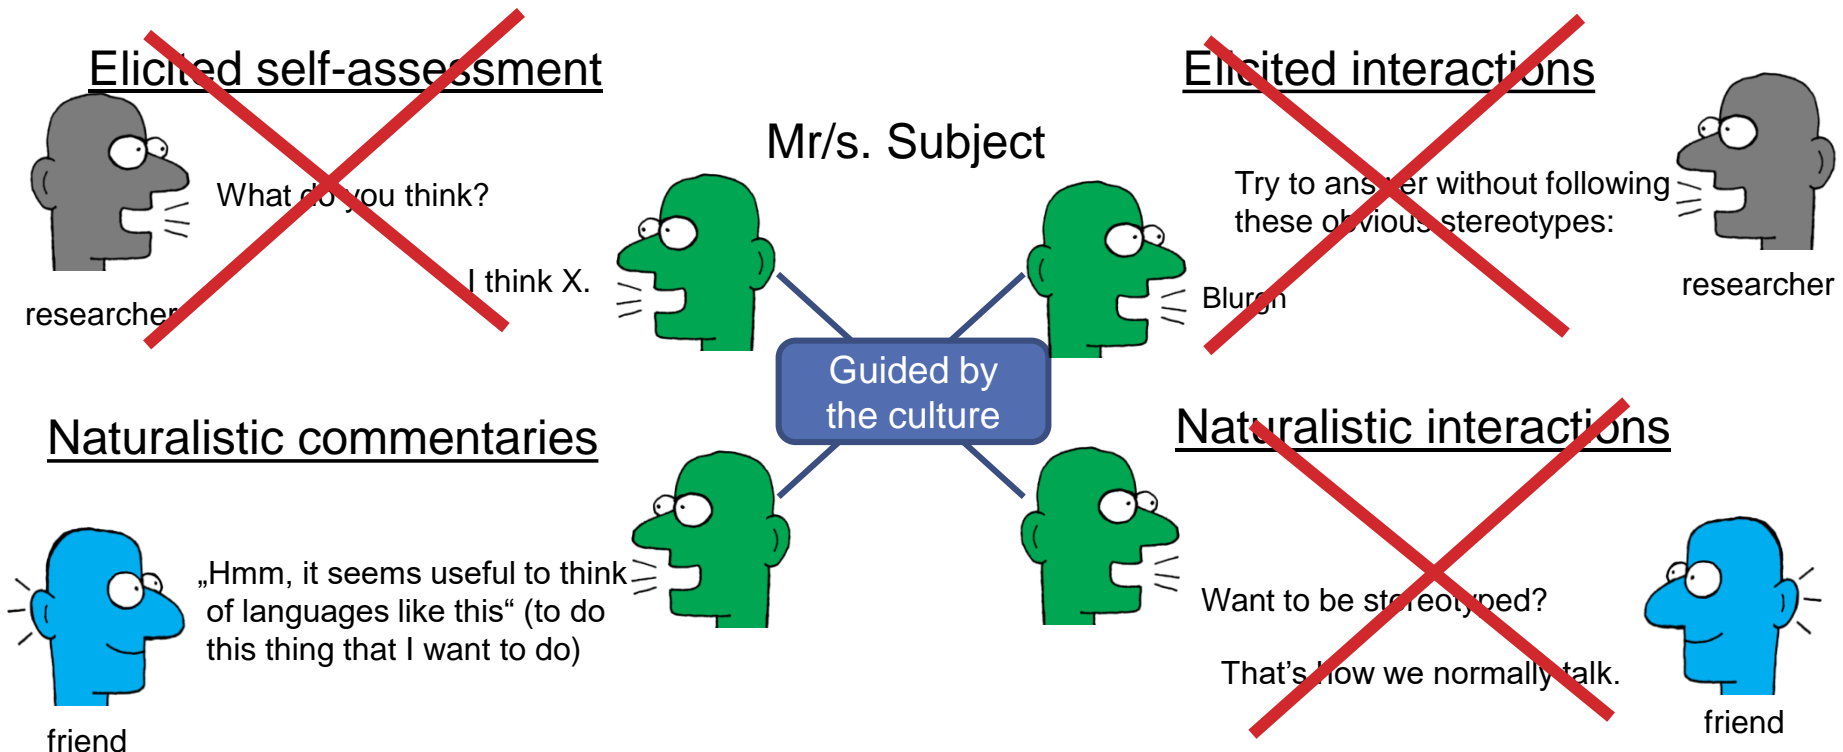 Elicited self-assessment
What do you think?
I think X.
researcher
Mr/s. Subject
Elicited interactions
Try to answer without following
these obvious stereotypes:
Blurgh
researcher
Guided by
the culture
Naturalistic commentaries
„Hmm, it seems useful to think
of languages like this“ (to do
this thing that I want to do)
friend
Naturalistic interactions
Want to be stereotyped?
That’s how we normally talk.
friend